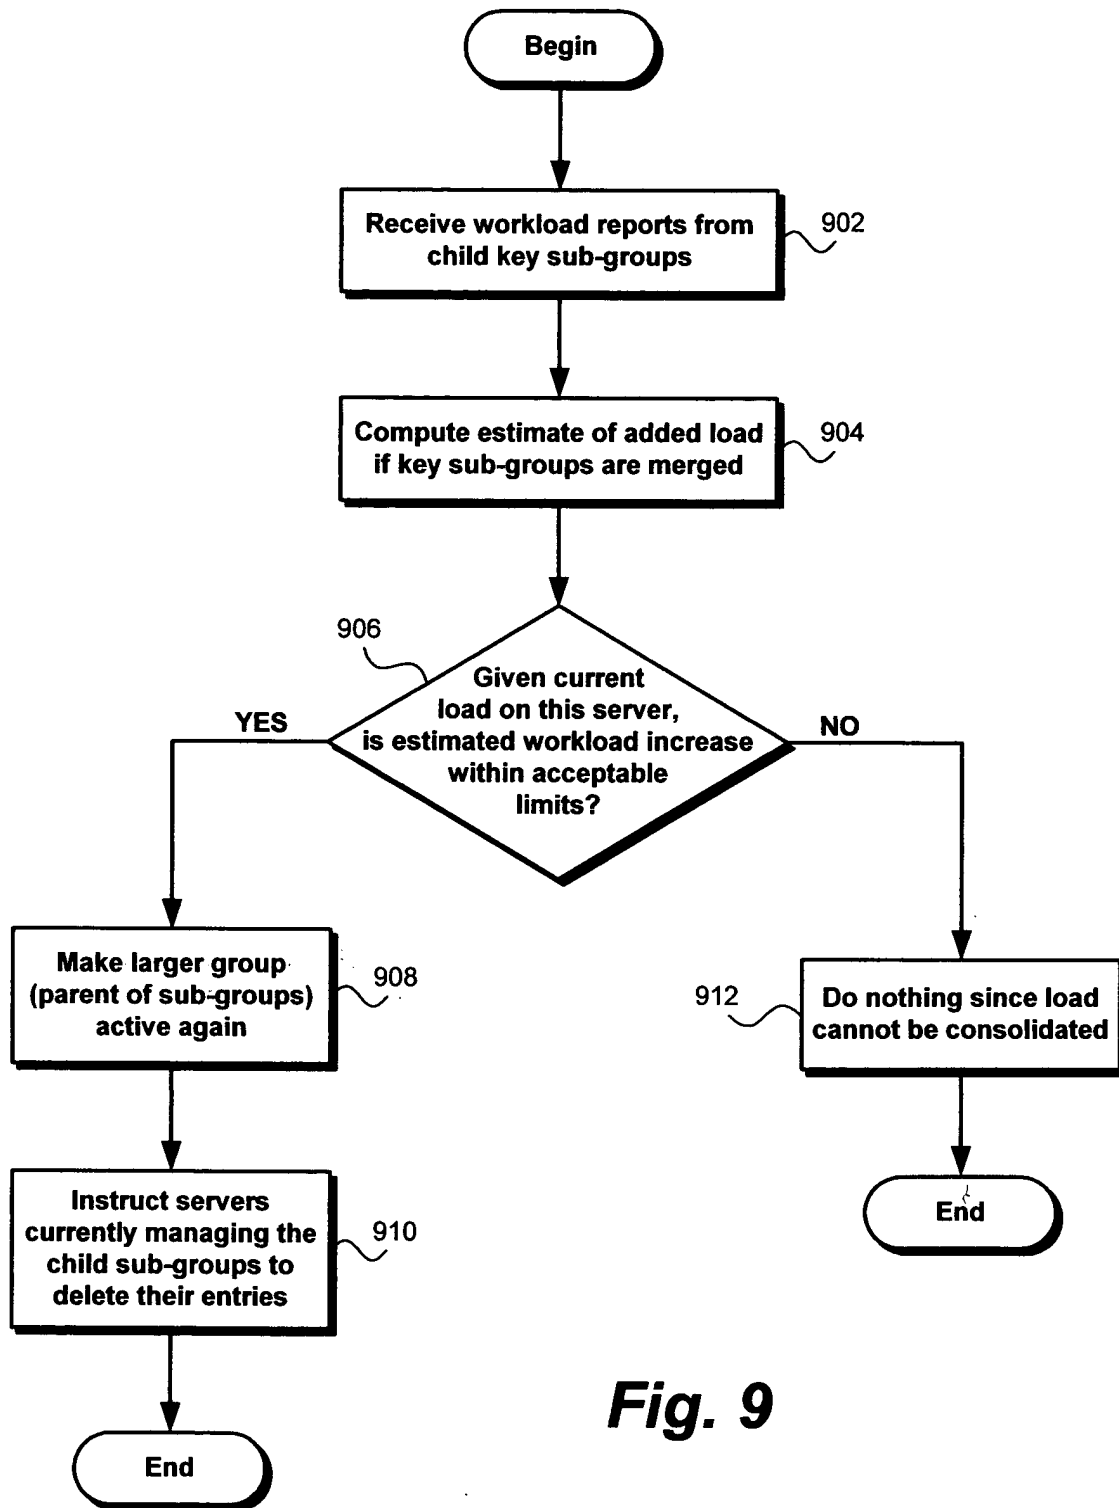 Begin
Receive workload reports from
child key sub-groups
902
Compute estimate of added load
if key sub-groups are merged
904
906
Given current
load on this server,
is estimated workload increase
within acceptable
limits?
YES
NO
Make larger group
(parent of sub-groups)
active again
908
912
Do nothing since load
cannot be consolidated
Instruct servers
currently managing the
child sub-groups to
delete their entries
910
End
End
Fig. 9